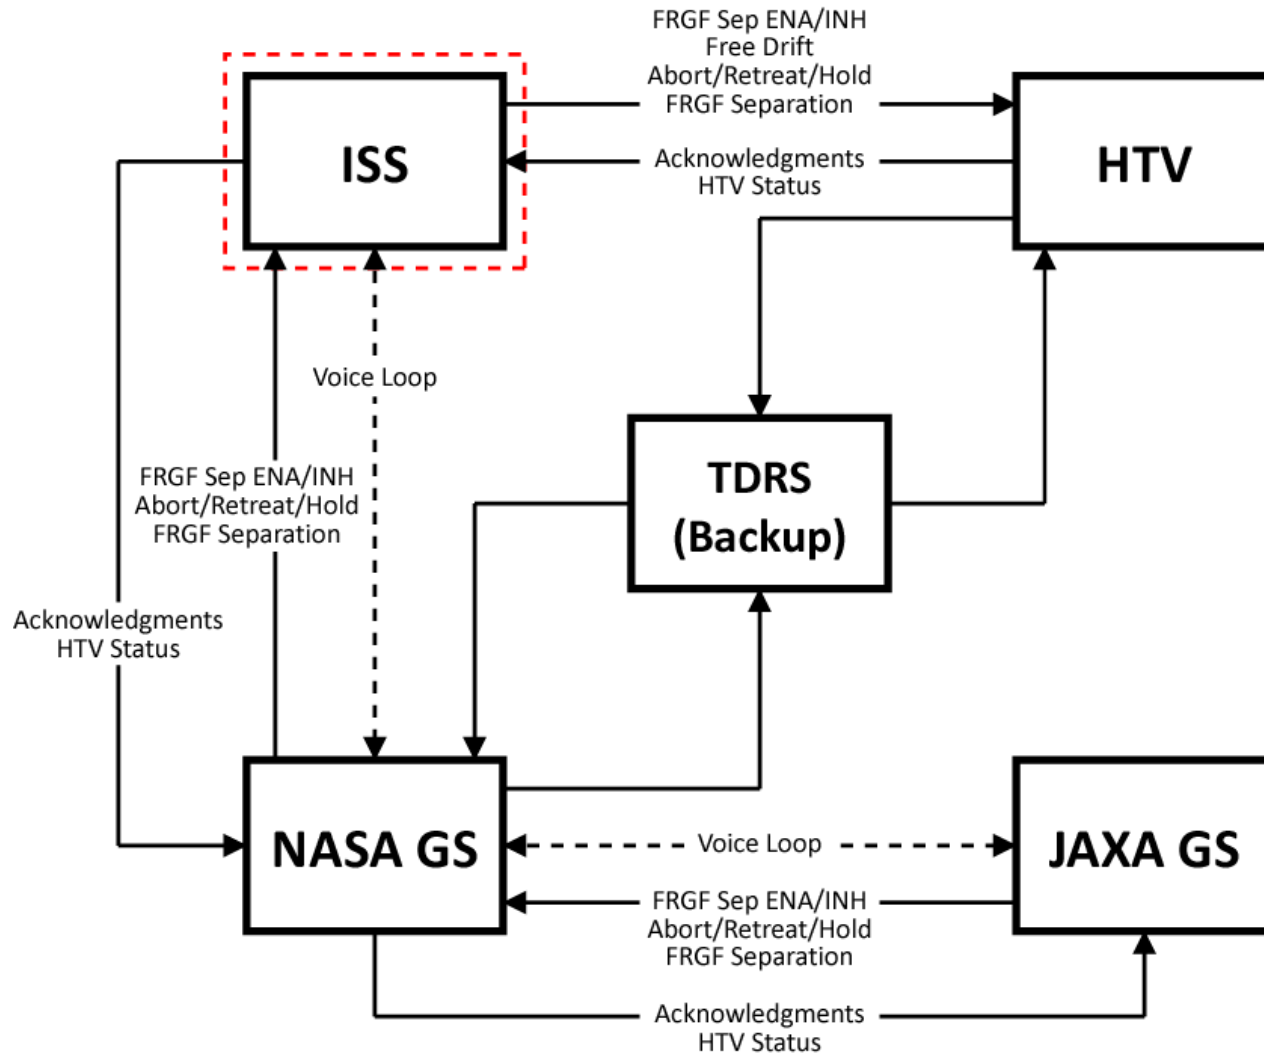 FRGF Sep ENA/INH
Free Drift
Abort/Retreat/Hold
FRGF Separation
ISS
Acknowledgments
HTV Status
HTV
Voice Loop
TDRS
(Backup)
FRGF Sep ENA/INH
Abort/Retreat/Hold
FRGF Separation
Acknowledgments
HTV Status
NASA GS
Voice Loop
JAXA GS
FRGF Sep ENA/INH
Abort/Retreat/Hold
FRGF Separation
Acknowledgments
HTV Status